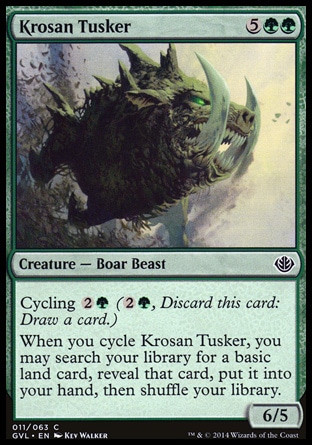 Krosan Tusker 5
Creature — Boar Beast
Cycling 2 (2, Discard this card:
Draw a card.)
When you cycle Krosan Tusker, you
may search your library for a basic
land card, reveal that card, put it into
your hand, then shuffle your library.
6/5
011/063 C
GVL • EN Kev Walker ™ & © 2014 Wizards of the Coast